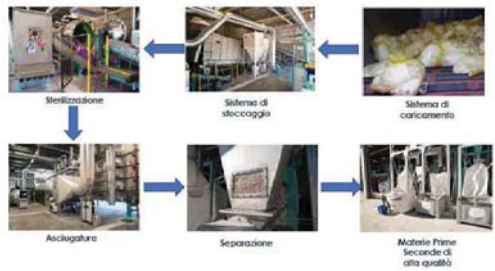 Sterilizzazione
Sistema di
stoccaggio
Sistema di
caricamento
Asciugatura
Separazione
Materie Prime
Seconde di
alta qualità